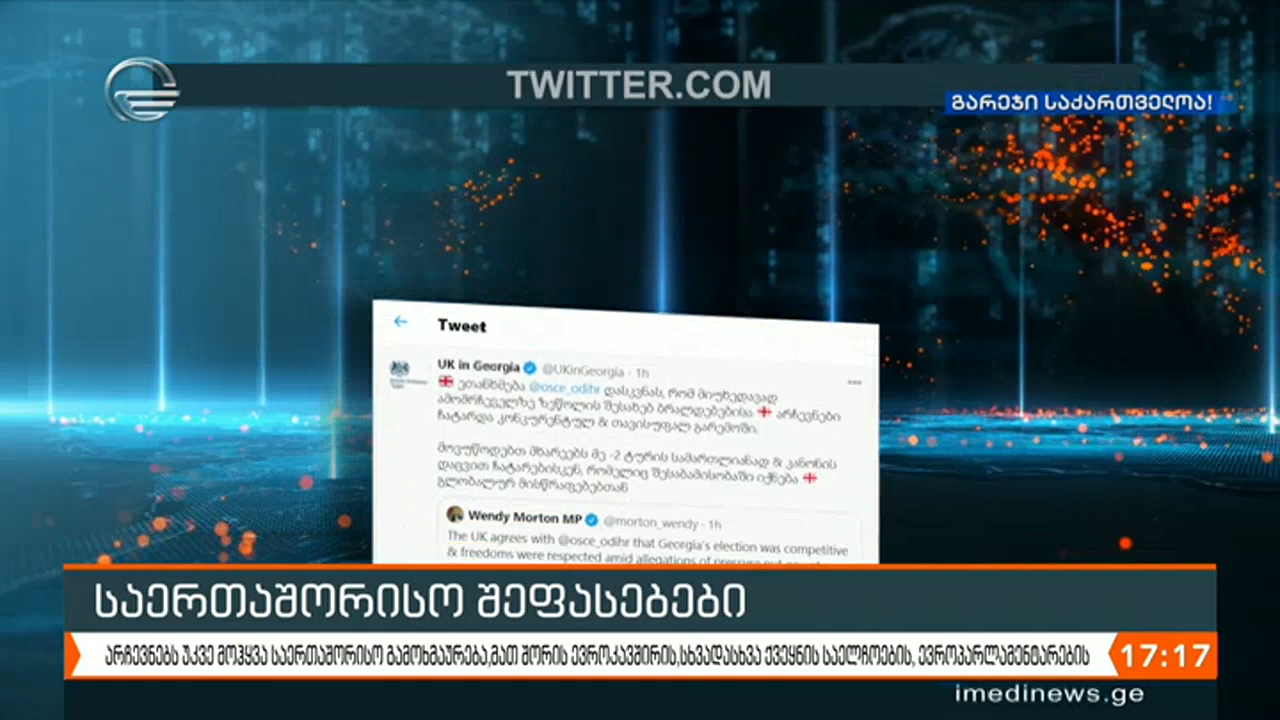 TWITTER.COM
გარეჯი საქართველოა!
Tweet
UK in Georgia @UKinGeorgia · 1h
ეთანხმება @osce_odihr დასკვნას, რომ მიუხედავად
ამომრჩეველზე ზეწოლის შესახებ ბრალდებებისა არჩევნები
ჩატარდა კონკურენტულ & თავისუფალ გარემოში.
მოვუწოდებთ მხარეებს მე -2 ტურის სამართლიანად & კანონის
დაცვით ჩატარებისკენ, რომელიც შესაბამისობაში იქნება
გლობალურ მისწრაფებებთან
Wendy Morton MP @morton_wendy · 1h
The UK agrees with @osce_odihr that Georgia's election was competitive
& freedoms were respected amid allegations of pressure
საერთაშორისო შეფასებები
არჩევნებს უკვე მოჰყვა საერთაშორისო გამოხმაურება,მათ შორის ევროკავშირის,სხვადასხვა ქვეყნის საელჩოების, ევროპარლამენტარების
17:17
imedinews.ge